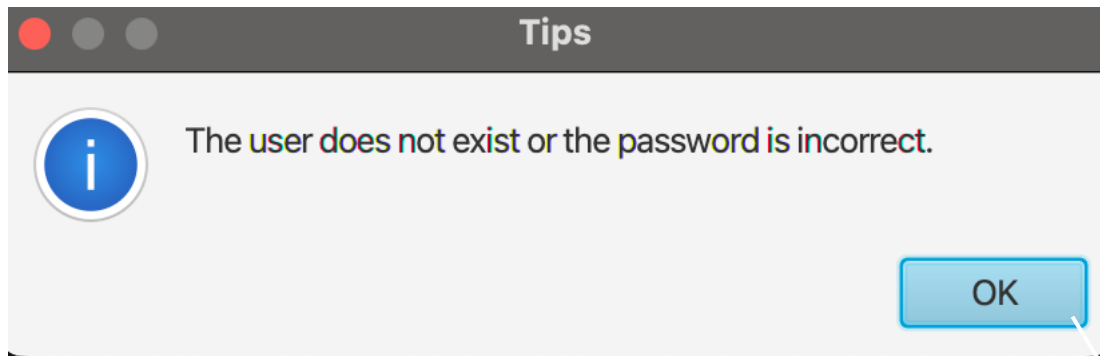 Tips
The user does not exist or the password is incorrect.
OK